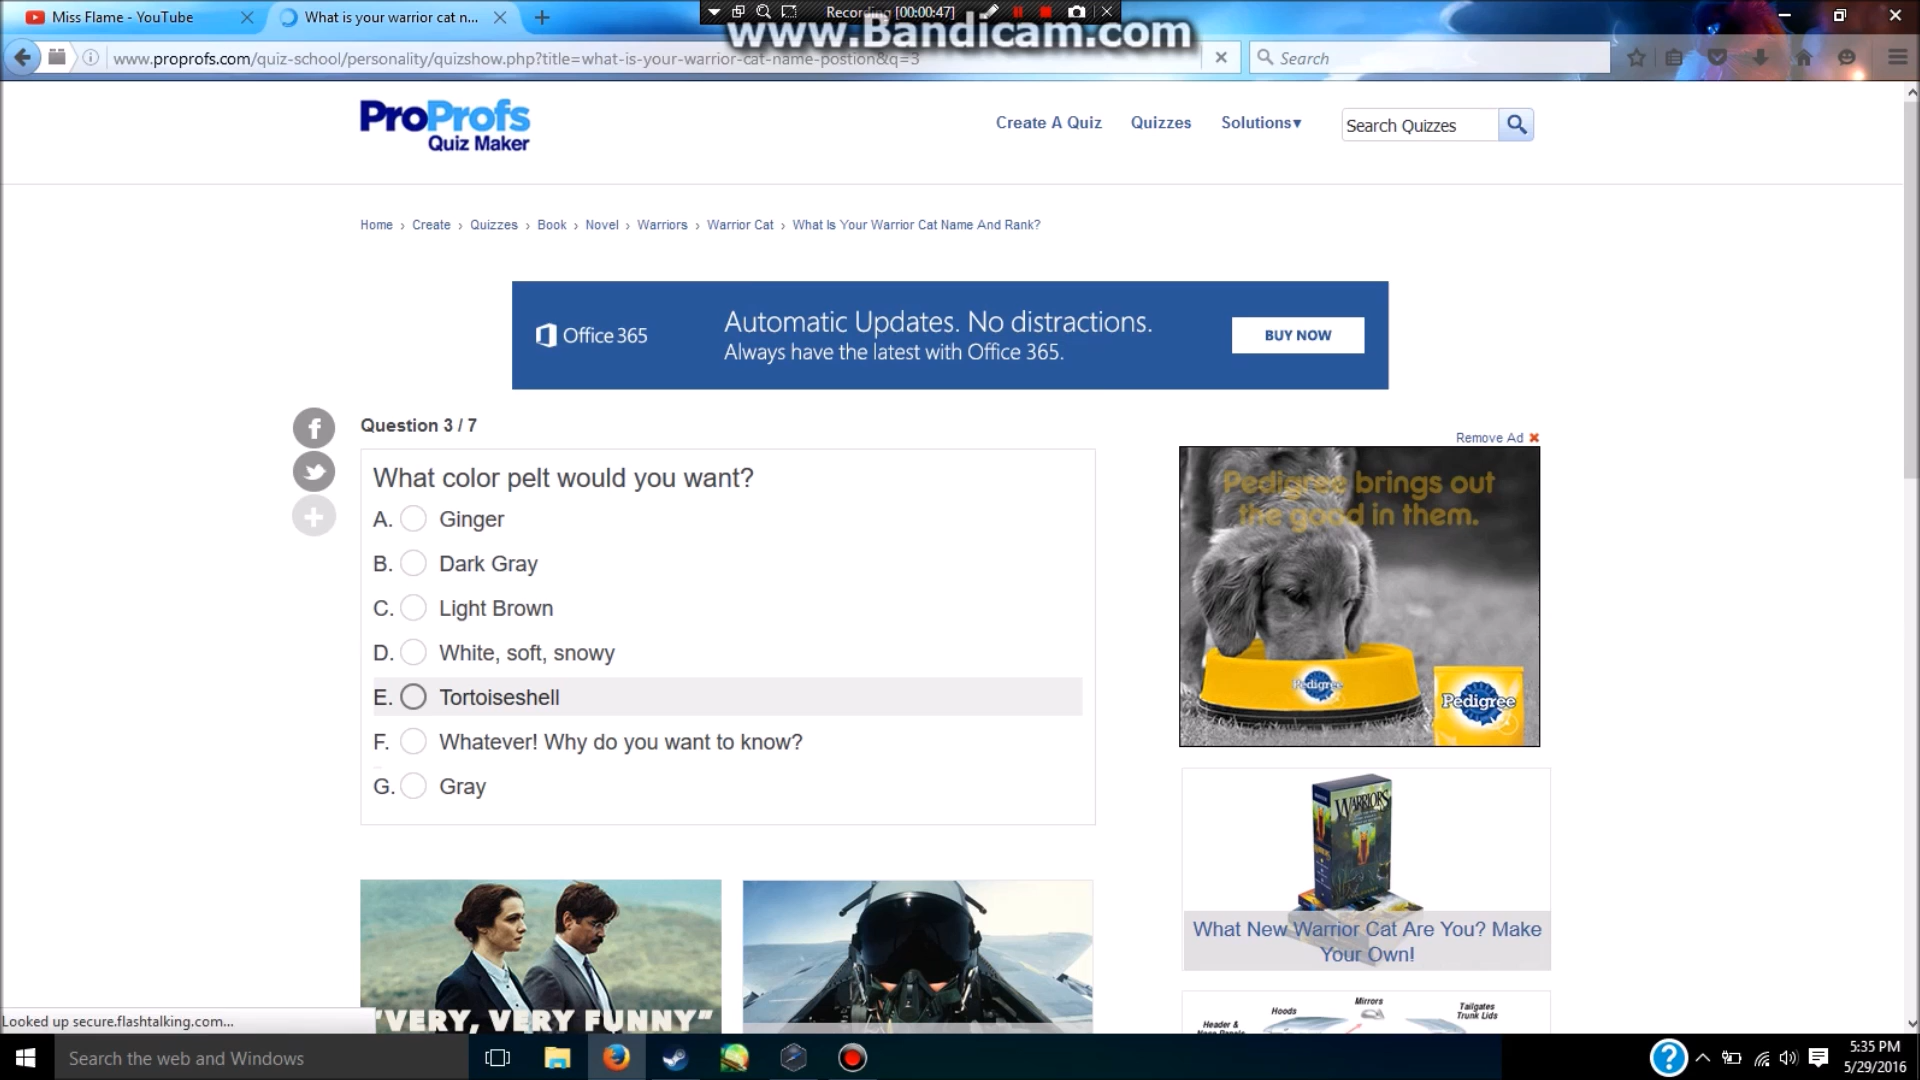 Miss Flame - YouTube
What is your warrior cat n...
Recording [00:00:47]
www.Bandicam.com
www.proprofs.com/quiz-school/personality/quizshow.php?title=what-is-your-warrior-cat-name-postion&q=3
Search
ProProfs
Quiz Maker
Create A Quiz
Quizzes
Solutions▾
Search Quizzes
Home › Create › Quizzes › Book › Novel › Warriors › Warrior Cat › What Is Your Warrior Cat Name And Rank?
Office 365
Automatic Updates. No distractions.
Always have the latest with Office 365.
BUY NOW
Question 3 / 7
Remove Ad
What color pelt would you want?
A. Ginger
B. Dark Gray
C. Light Brown
D. White, soft, snowy
E. Tortoiseshell
F. Whatever! Why do you want to know?
G. Gray
Pedigree brings out
the good in them.
Pedigree
Pedigree
WARRIORS
What New Warrior Cat Are You? Make
Your Own!
"VERY, VERY FUNNY"
Hoods
Mirrors
Tailgates
Trunk Lids
Header &
Looked up secure.flashtalking.com...
Search the web and Windows
5:35 PM
5/29/2016